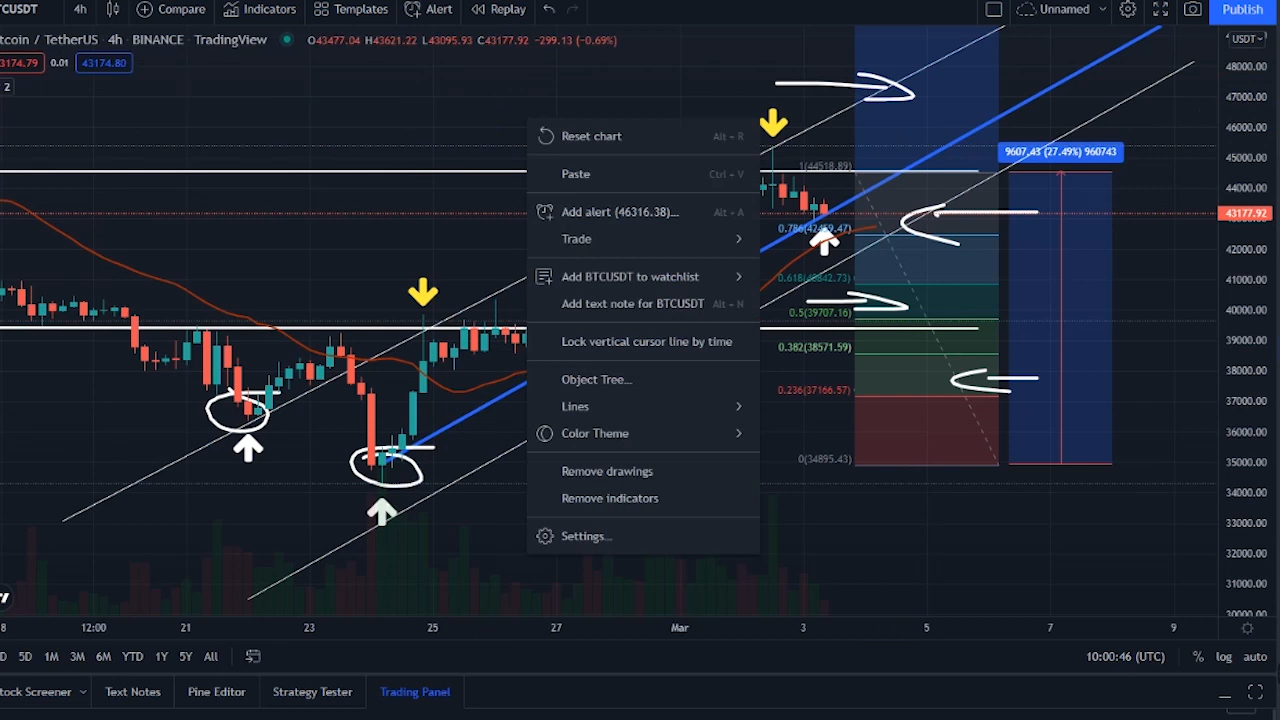 TCUSDT 4h Compare Indicators Templates Alert Replay Unnamed Publish
tcoin / TetherUS · 4h · BINANCE · TradingView O43477.04 H43621.22 L43095.93 C43177.92 -299.13 (-0.69%) USDT
3174.79 0.01 43174.80
2
48000.00
47000.00
46000.00
45000.00
44000.00
43177.92
42000.00
41000.00
40000.00
39000.00
38000.00
37000.00
36000.00
35000.00
34000.00
33000.00
32000.00
31000.00
30000.00
Reset chart Alt + R
Paste Ctrl + V
Add alert (46316.38)... Alt + A
Trade
Add BTCUSDT to watchlist
Add text note for BTCUSDT Alt + N
Lock vertical cursor line by time
Object Tree...
Lines
Color Theme
Remove drawings
Remove indicators
Settings...
9607.43 (27.49%) 960743
1(44518.89)
0.786(42459.47)
0.618(40842.73)
0.5(39707.16)
0.382(38571.59)
0.236(37166.57)
0(34895.43)
8 12:00 21 23 25 27 Mar 3 5 7 9
D 5D 1M 3M 6M YTD 1Y 5Y All 10:00:46 (UTC) % log auto
tock Screener Text Notes Pine Editor Strategy Tester Trading Panel